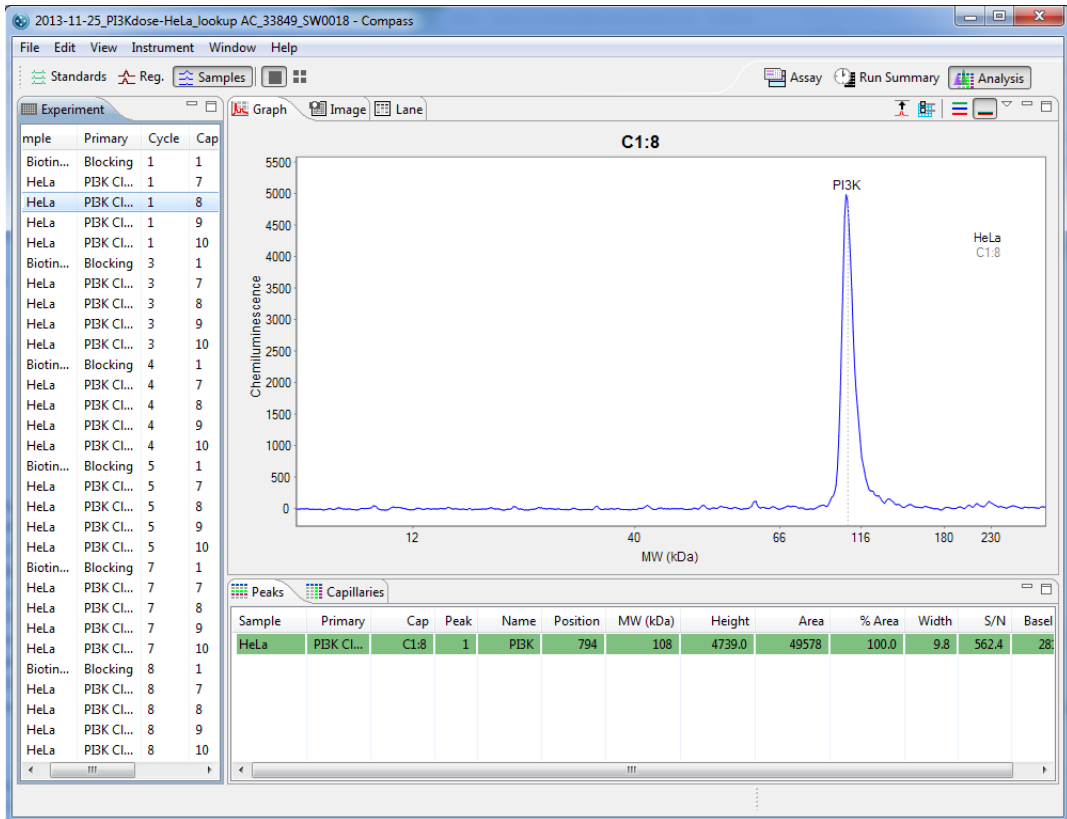 2013-11-25_PI3Kdose-HeLa_lookup AC_33849_SW0018 - Compass
File Edit View Instrument Window Help
Standards Reg. Samples Assay Run Summary Analysis
Experiment
mple Primary Cycle Cap
Biotin... Blocking 1 1
HeLa PI3K Cl... 1 7
HeLa PI3K Cl... 1 8
HeLa PI3K Cl... 1 9
HeLa PI3K Cl... 1 10
Biotin... Blocking 3 1
HeLa PI3K Cl... 3 7
HeLa PI3K Cl... 3 8
HeLa PI3K Cl... 3 9
HeLa PI3K Cl... 3 10
Biotin... Blocking 4 1
HeLa PI3K Cl... 4 7
HeLa PI3K Cl... 4 8
HeLa PI3K Cl... 4 9
HeLa PI3K Cl... 4 10
Biotin... Blocking 5 1
HeLa PI3K Cl... 5 7
HeLa PI3K Cl... 5 8
HeLa PI3K Cl... 5 9
HeLa PI3K Cl... 5 10
Biotin... Blocking 7 1
HeLa PI3K Cl... 7 7
HeLa PI3K Cl... 7 8
HeLa PI3K Cl... 7 9
HeLa PI3K Cl... 7 10
Biotin... Blocking 8 1
HeLa PI3K Cl... 8 7
HeLa PI3K Cl... 8 8
HeLa PI3K Cl... 8 9
HeLa PI3K Cl... 8 10
Graph Image Lane
C1:8
5500
5000
4500
4000
3500
3000
2500
2000
1500
1000
500
0
Chemiluminescence
PI3K
HeLa
C1:8
12 40 66 116 180 230
MW (kDa)
Peaks Capillaries
Sample Primary Cap Peak Name Position MW (kDa) Height Area % Area Width S/N Basel
HeLa PI3K Cl... C1:8 1 PI3K 794 108 4739.0 49578 100.0 9.8 562.4